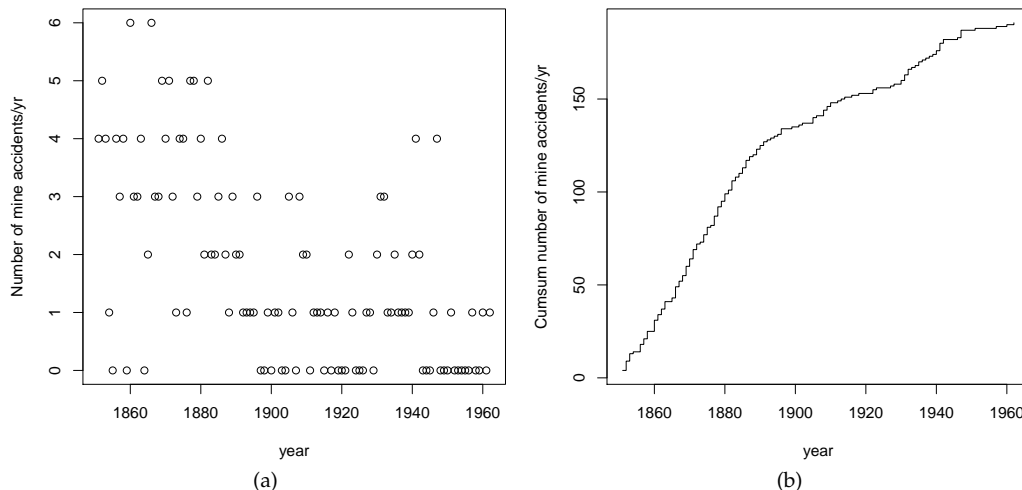 Number of mine accidents/yr
6
5
4
3
2
1
0
1860 1880 1900 1920 1940 1960
year
(a)
Cumsum number of mine accidents/yr
150
100
50
0
1860 1880 1900 1920 1940 1960
year
(b)